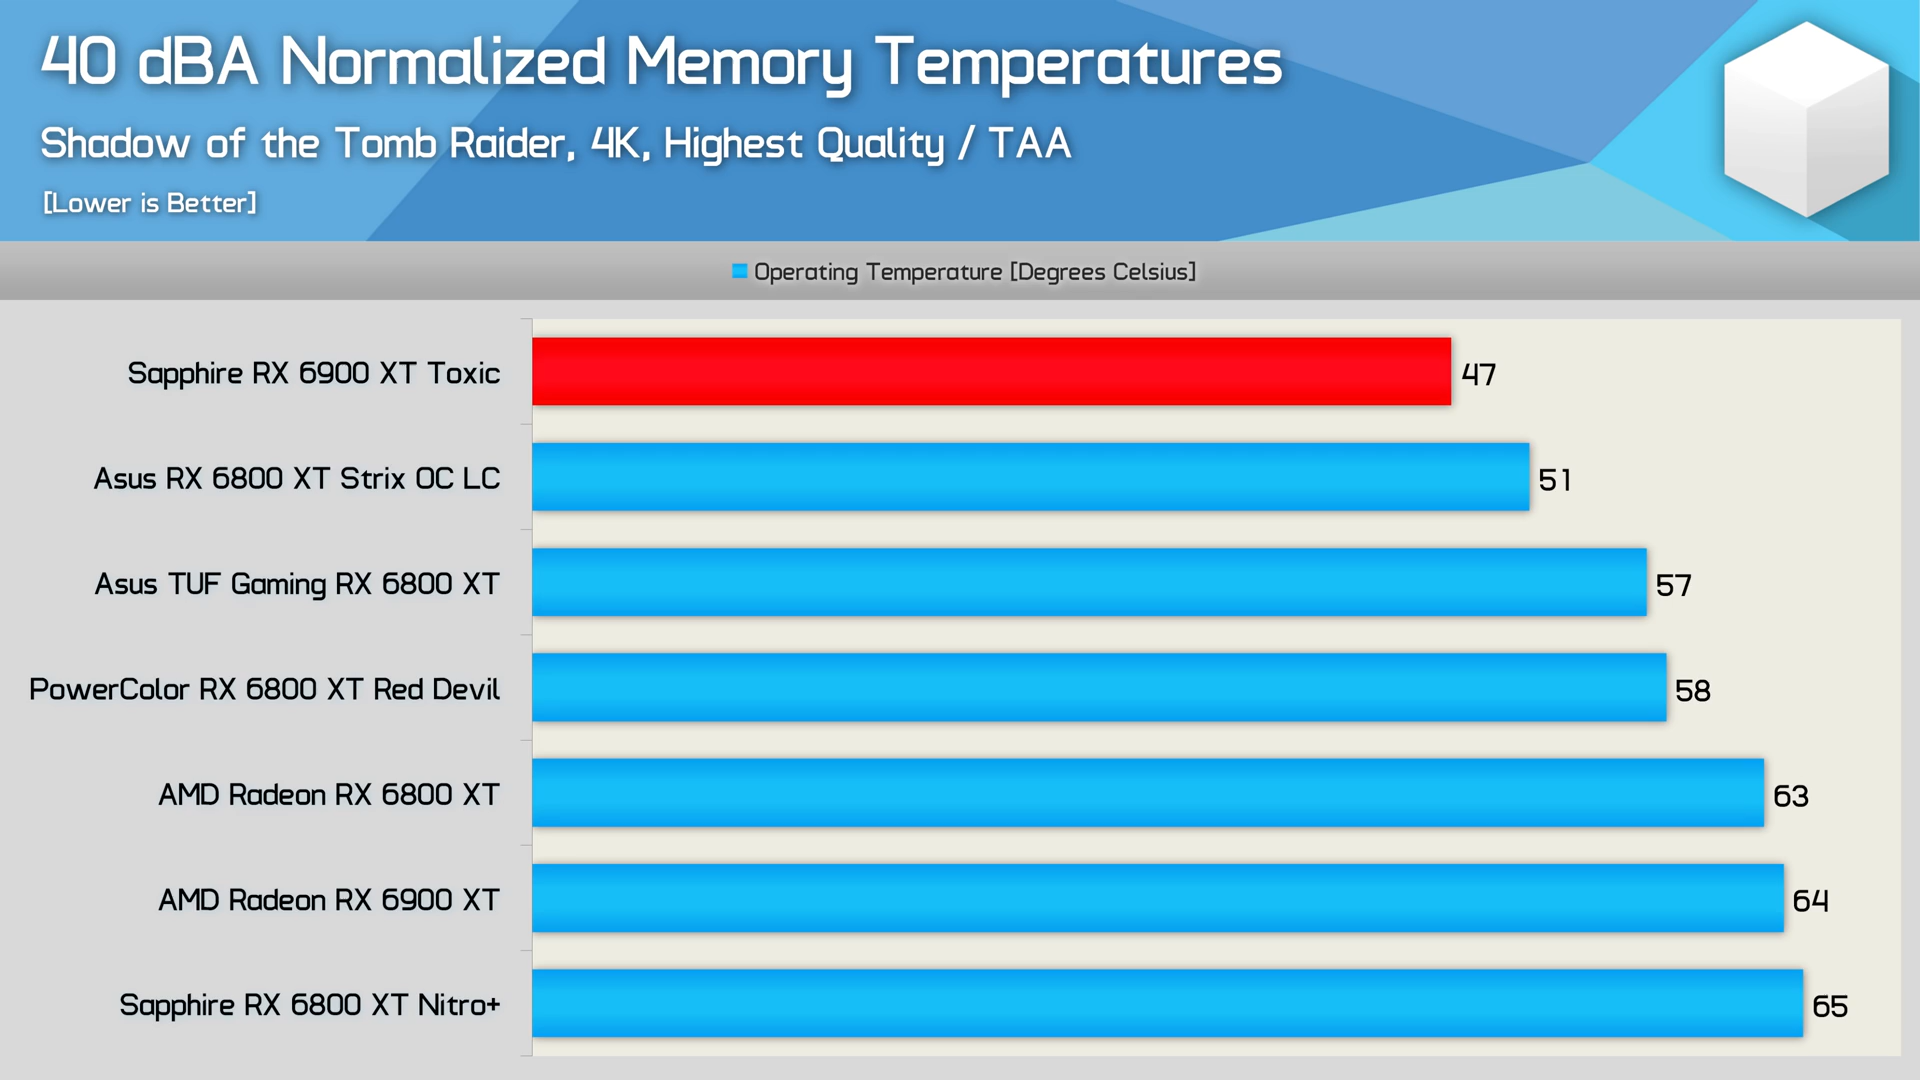 40 dBA Normalized Memory Temperatures
Shadow of the Tomb Raider, 4K, Highest Quality / TAA
[Lower is Better]
Operating Temperature [Degrees Celsius]
Sapphire RX 6900 XT Toxic 47
Asus RX 6800 XT Strix OC LC 51
Asus TUF Gaming RX 6800 XT 57
PowerColor RX 6800 XT Red Devil 58
AMD Radeon RX 6800 XT 63
AMD Radeon RX 6900 XT 64
Sapphire RX 6800 XT Nitro+ 65